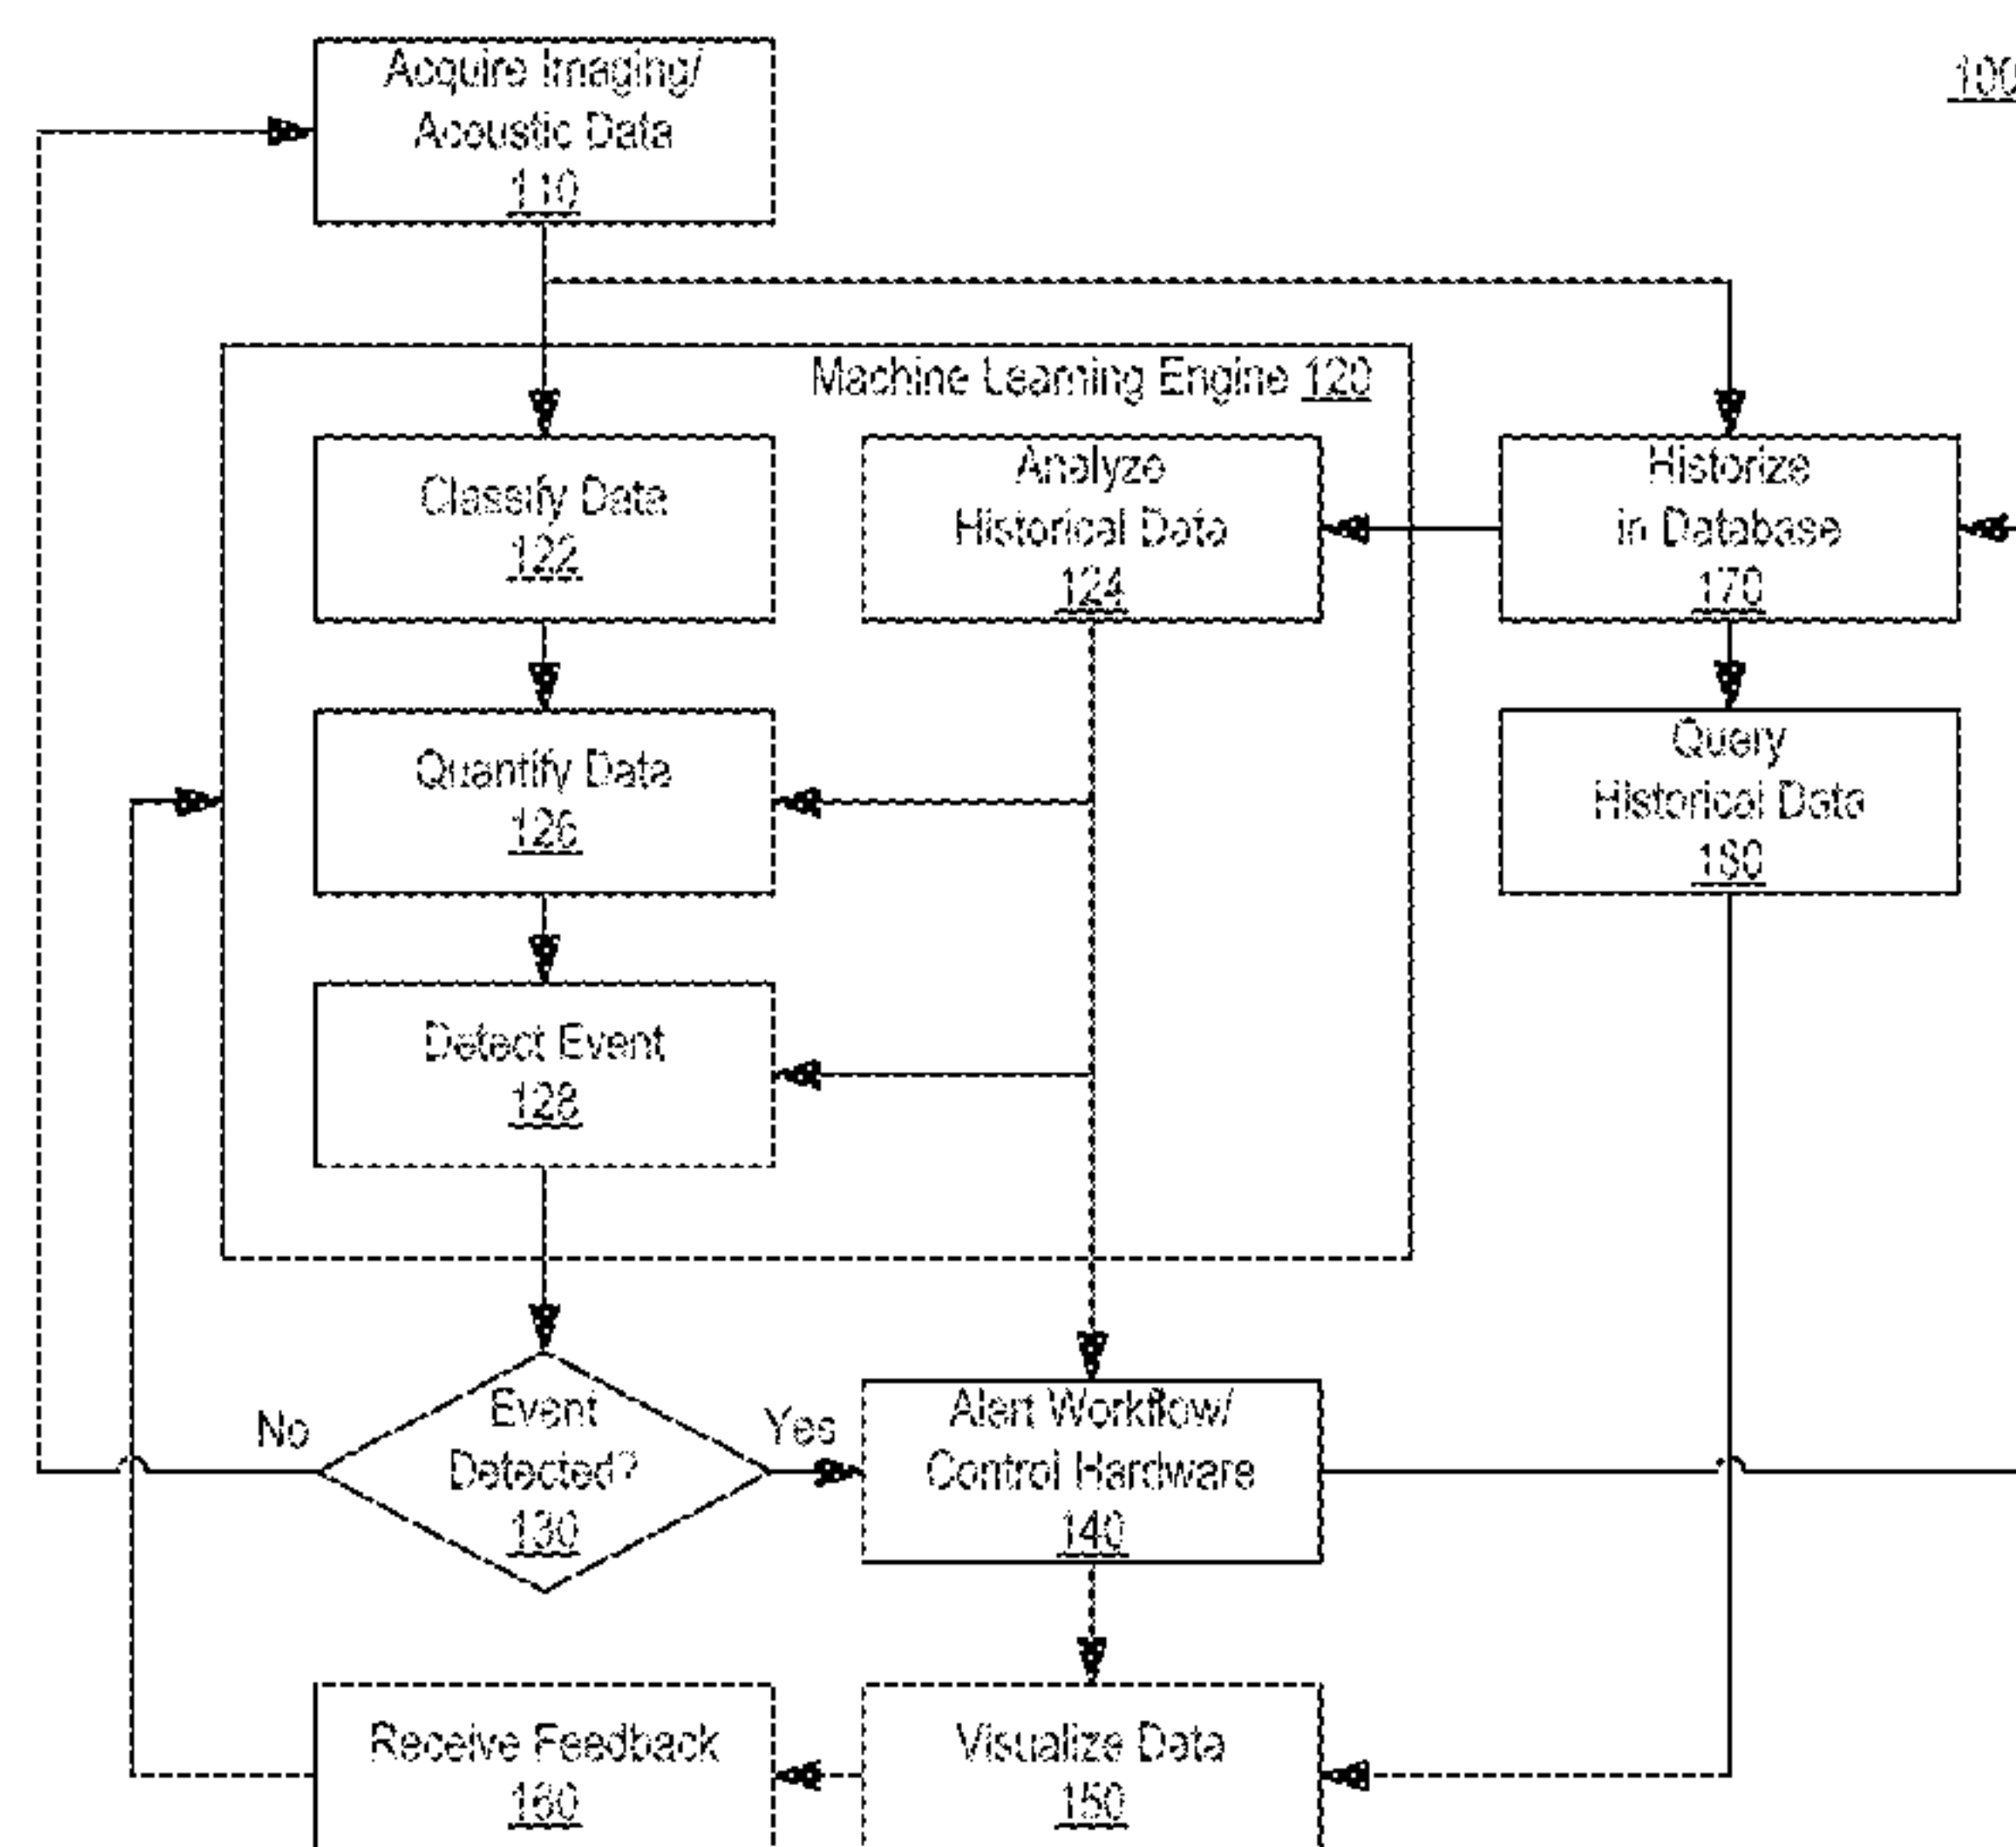 100
Acquire Imaging/
Acoustic Data
110
Machine Learning Engine 120
Classify Data
122
Analyze
Historical Data
124
Historize
in Database
170
Quantify Data
126
Query
Historical Data
180
Detect Event
128
No
Event
Detected?
130
Yes
Alert Workflow/
Control Hardware
140
Receive Feedback
160
Visualize Data
150